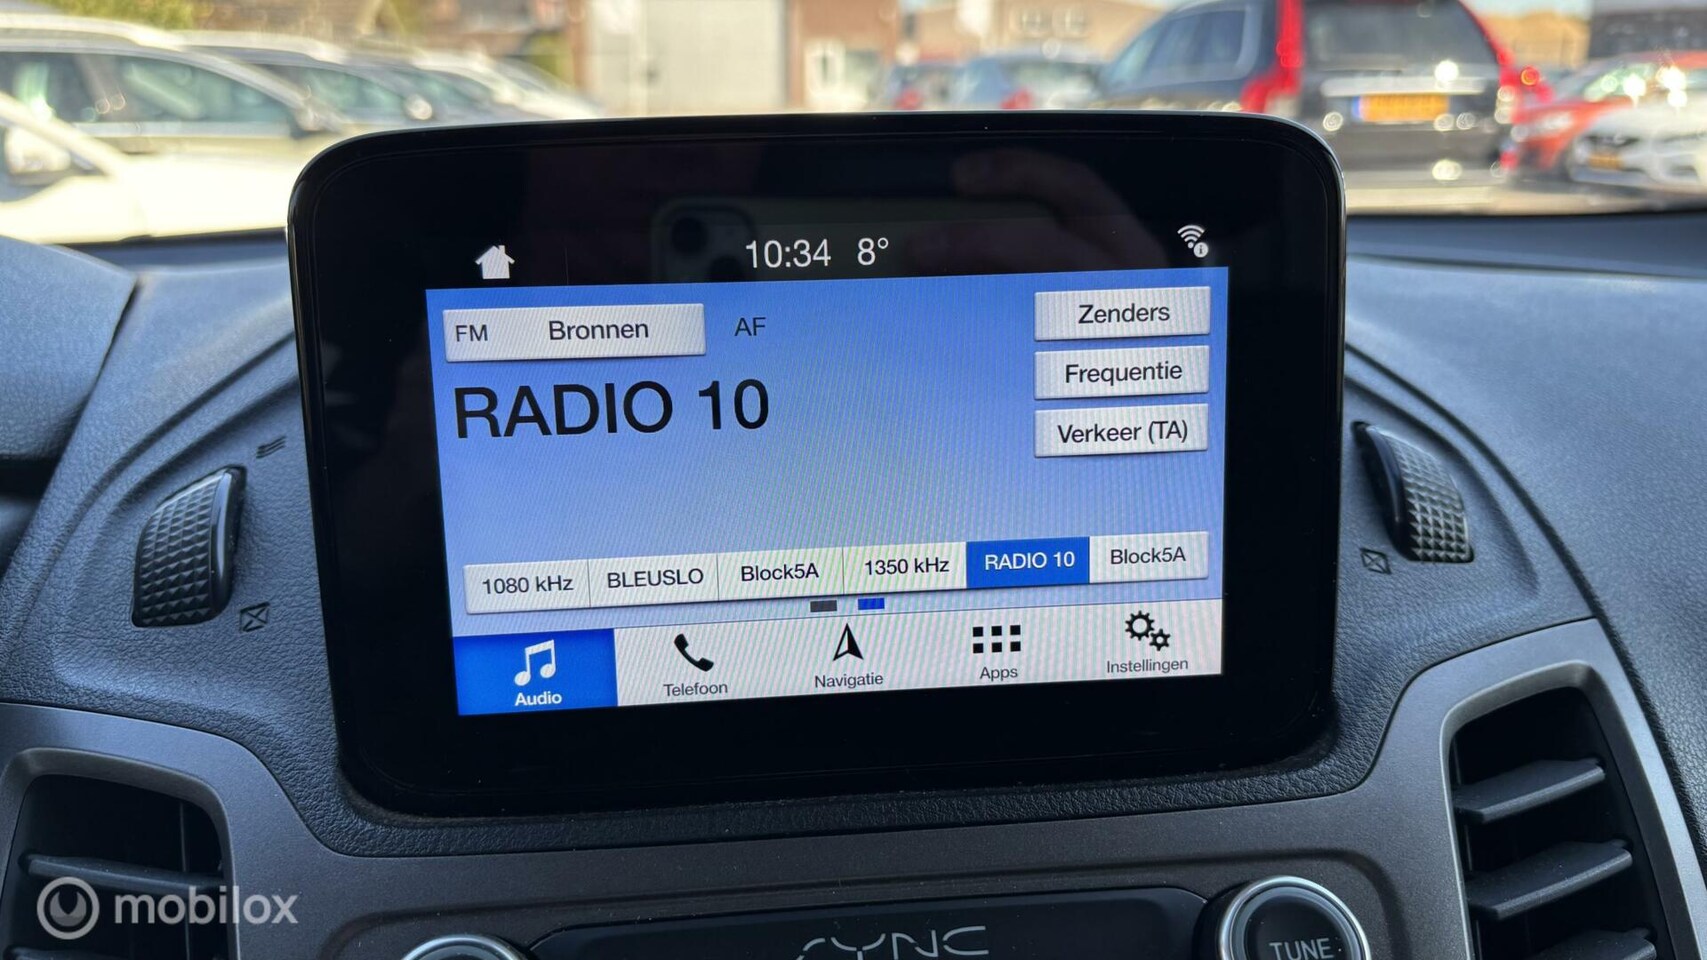 10:34 8°
FM Bronnen AF
Zenders
RADIO 10
Frequentie
Verkeer (TA)
1080 kHz BLEUSLO Block5A 1350 kHz RADIO 10 Block5A
Audio Telefoon Navigatie Apps Instellingen
mobilox
SYNC
TUNE